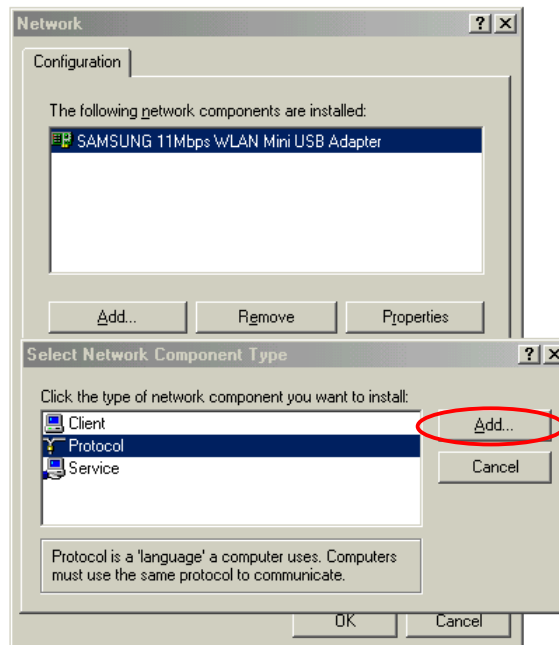 Network
Configuration
The following network components are installed:
SAMSUNG 11Mbps WLAN Mini USB Adapter
Add... Remove Properties
Select Network Component Type
Click the type of network component you want to install:
Client
Protocol
Service
Add...
Cancel
Protocol is a 'language' a computer uses. Computers
must use the same protocol to communicate.
OK Cancel